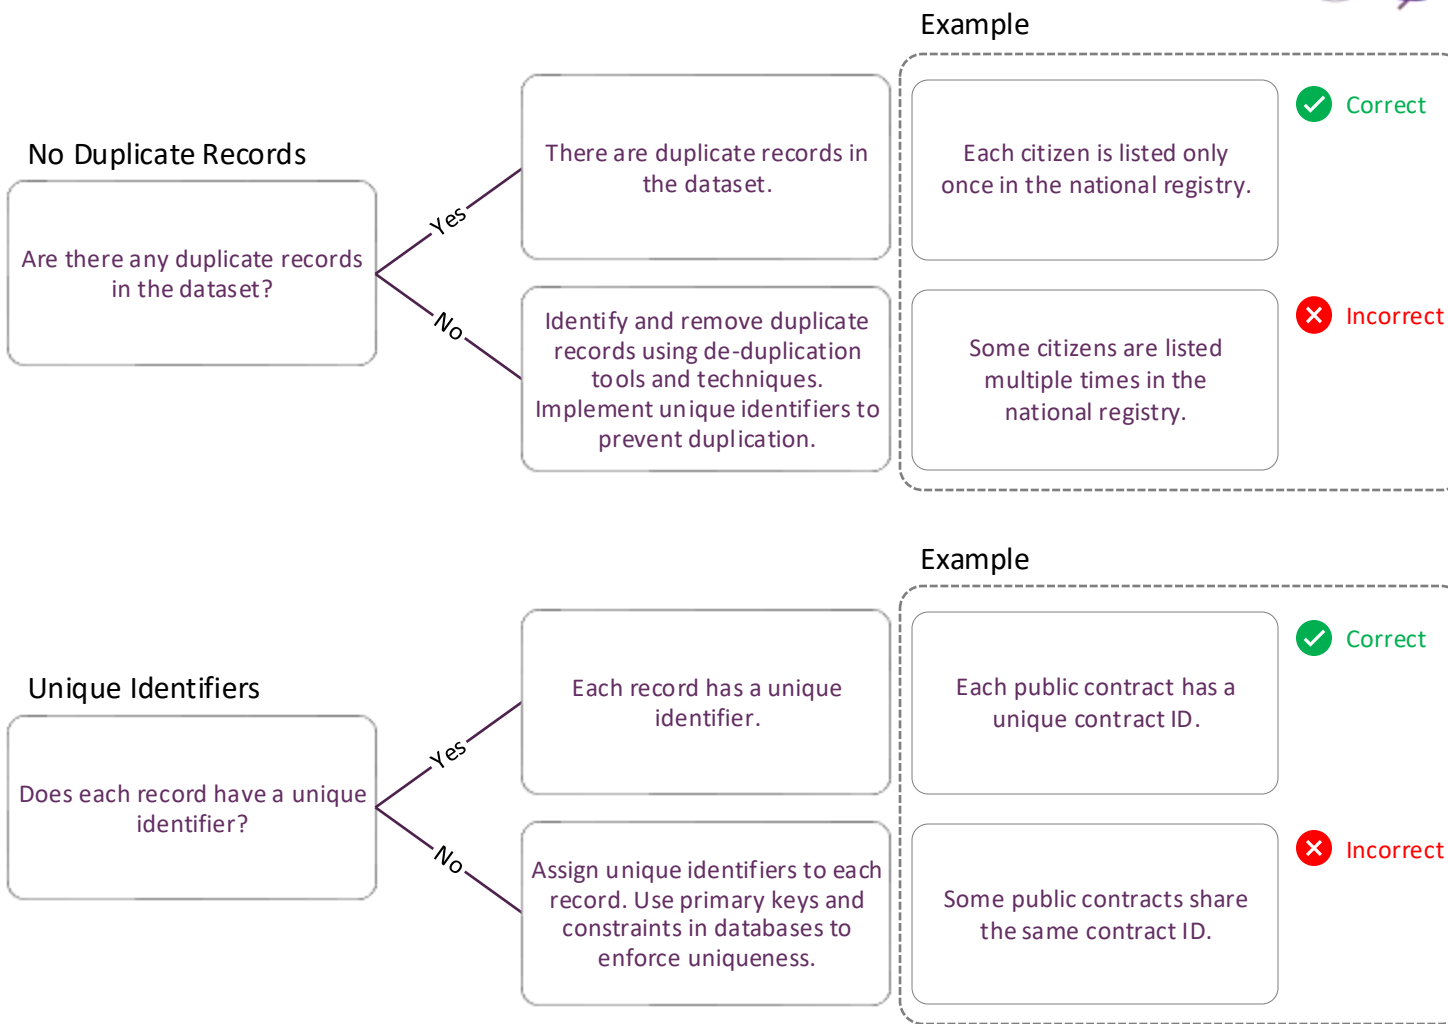 Example
No Duplicate Records
Are there any duplicate records
in the dataset?
Yes
No
There are duplicate records in
the dataset.
Identify and remove duplicate
records using de-duplication
tools and techniques.
Implement unique identifiers to
prevent duplication.
Each citizen is listed only
once in the national registry.
Correct
Some citizens are listed
multiple times in the
national registry.
Incorrect
Example
Unique Identifiers
Does each record have a unique
identifier?
Yes
No
Each record has a unique
identifier.
Assign unique identifiers to each
record. Use primary keys and
constraints in databases to
enforce uniqueness.
Each public contract has a
unique contract ID.
Correct
Some public contracts share
the same contract ID.
Incorrect